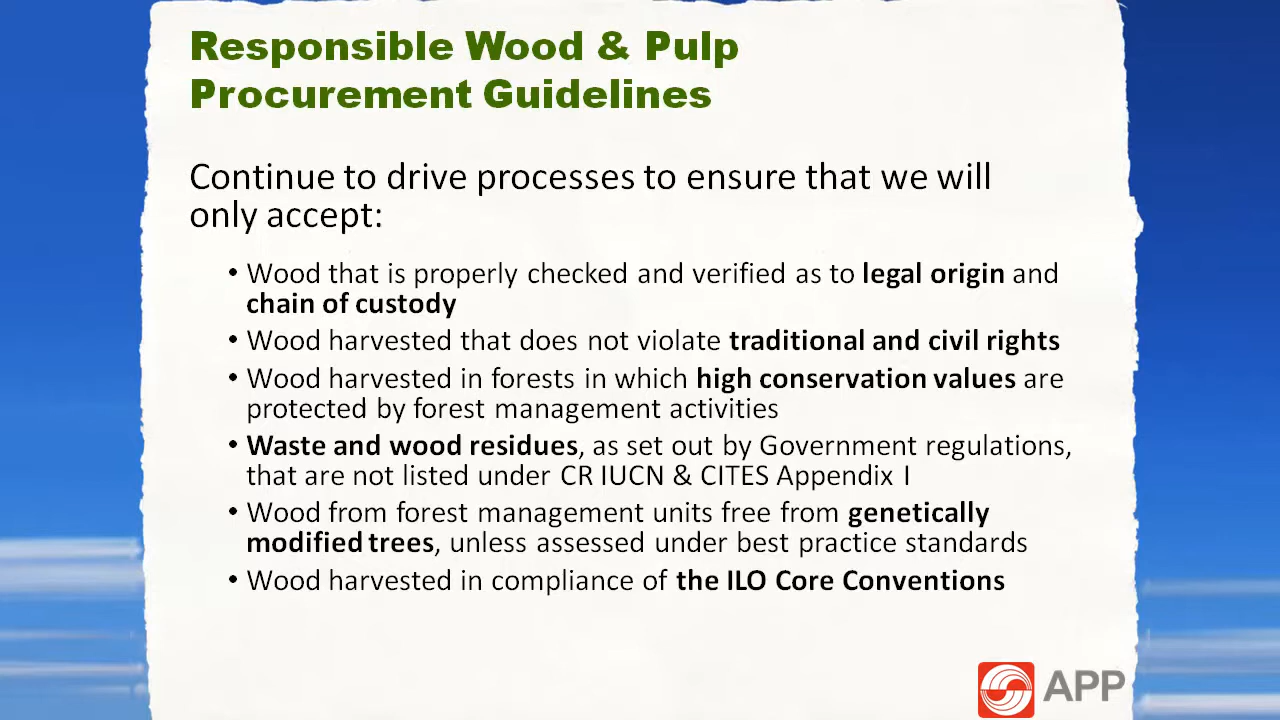 Responsible Wood & Pulp
Procurement Guidelines
Continue to drive processes to ensure that we will
only accept:
• Wood that is properly checked and verified as to legal origin and
chain of custody
• Wood harvested that does not violate traditional and civil rights
• Wood harvested in forests in which high conservation values are
protected by forest management activities
• Waste and wood residues, as set out by Government regulations,
that are not listed under CR IUCN & CITES Appendix I
• Wood from forest management units free from genetically
modified trees, unless assessed under best practice standards
• Wood harvested in compliance of the ILO Core Conventions
APP